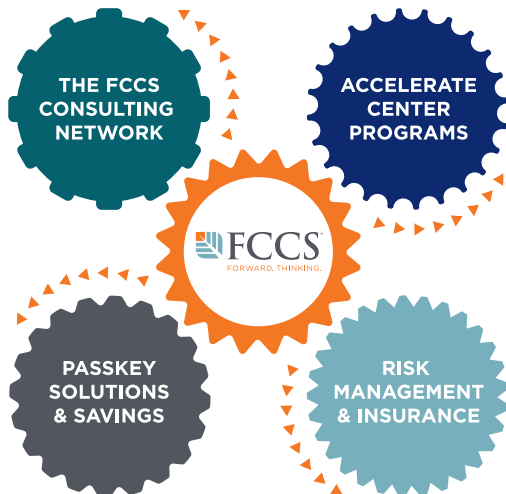 THE FCCS
CONSULTING
NETWORK
ACCELERATE
CENTER
PROGRAMS
FCCS
FORWARD. THINKING.
PASSKEY
SOLUTIONS
& SAVINGS
RISK
MANAGEMENT
& INSURANCE